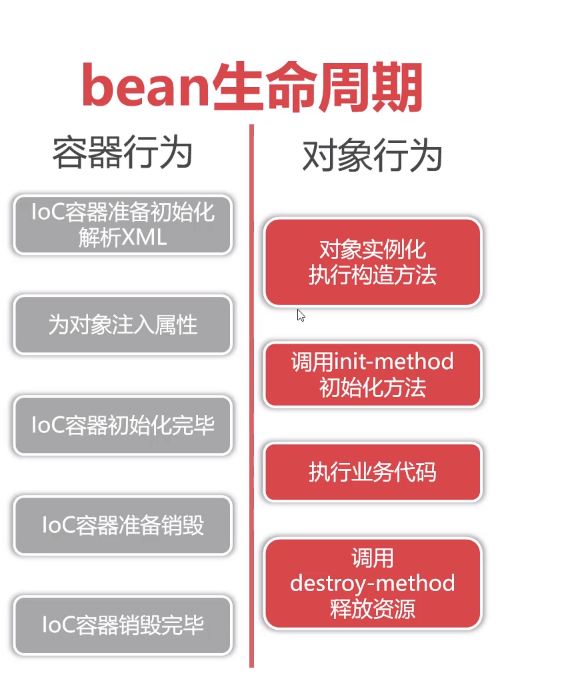 bean生命周期
容器行为
对象行为
IoC容器准备初始化
解析XML
对象实例化
执行构造方法
为对象注入属性
调用init-method
初始化方法
IoC容器初始化完毕
执行业务代码
IoC容器准备销毁
调用
destroy-method
释放资源
IoC容器销毁完毕